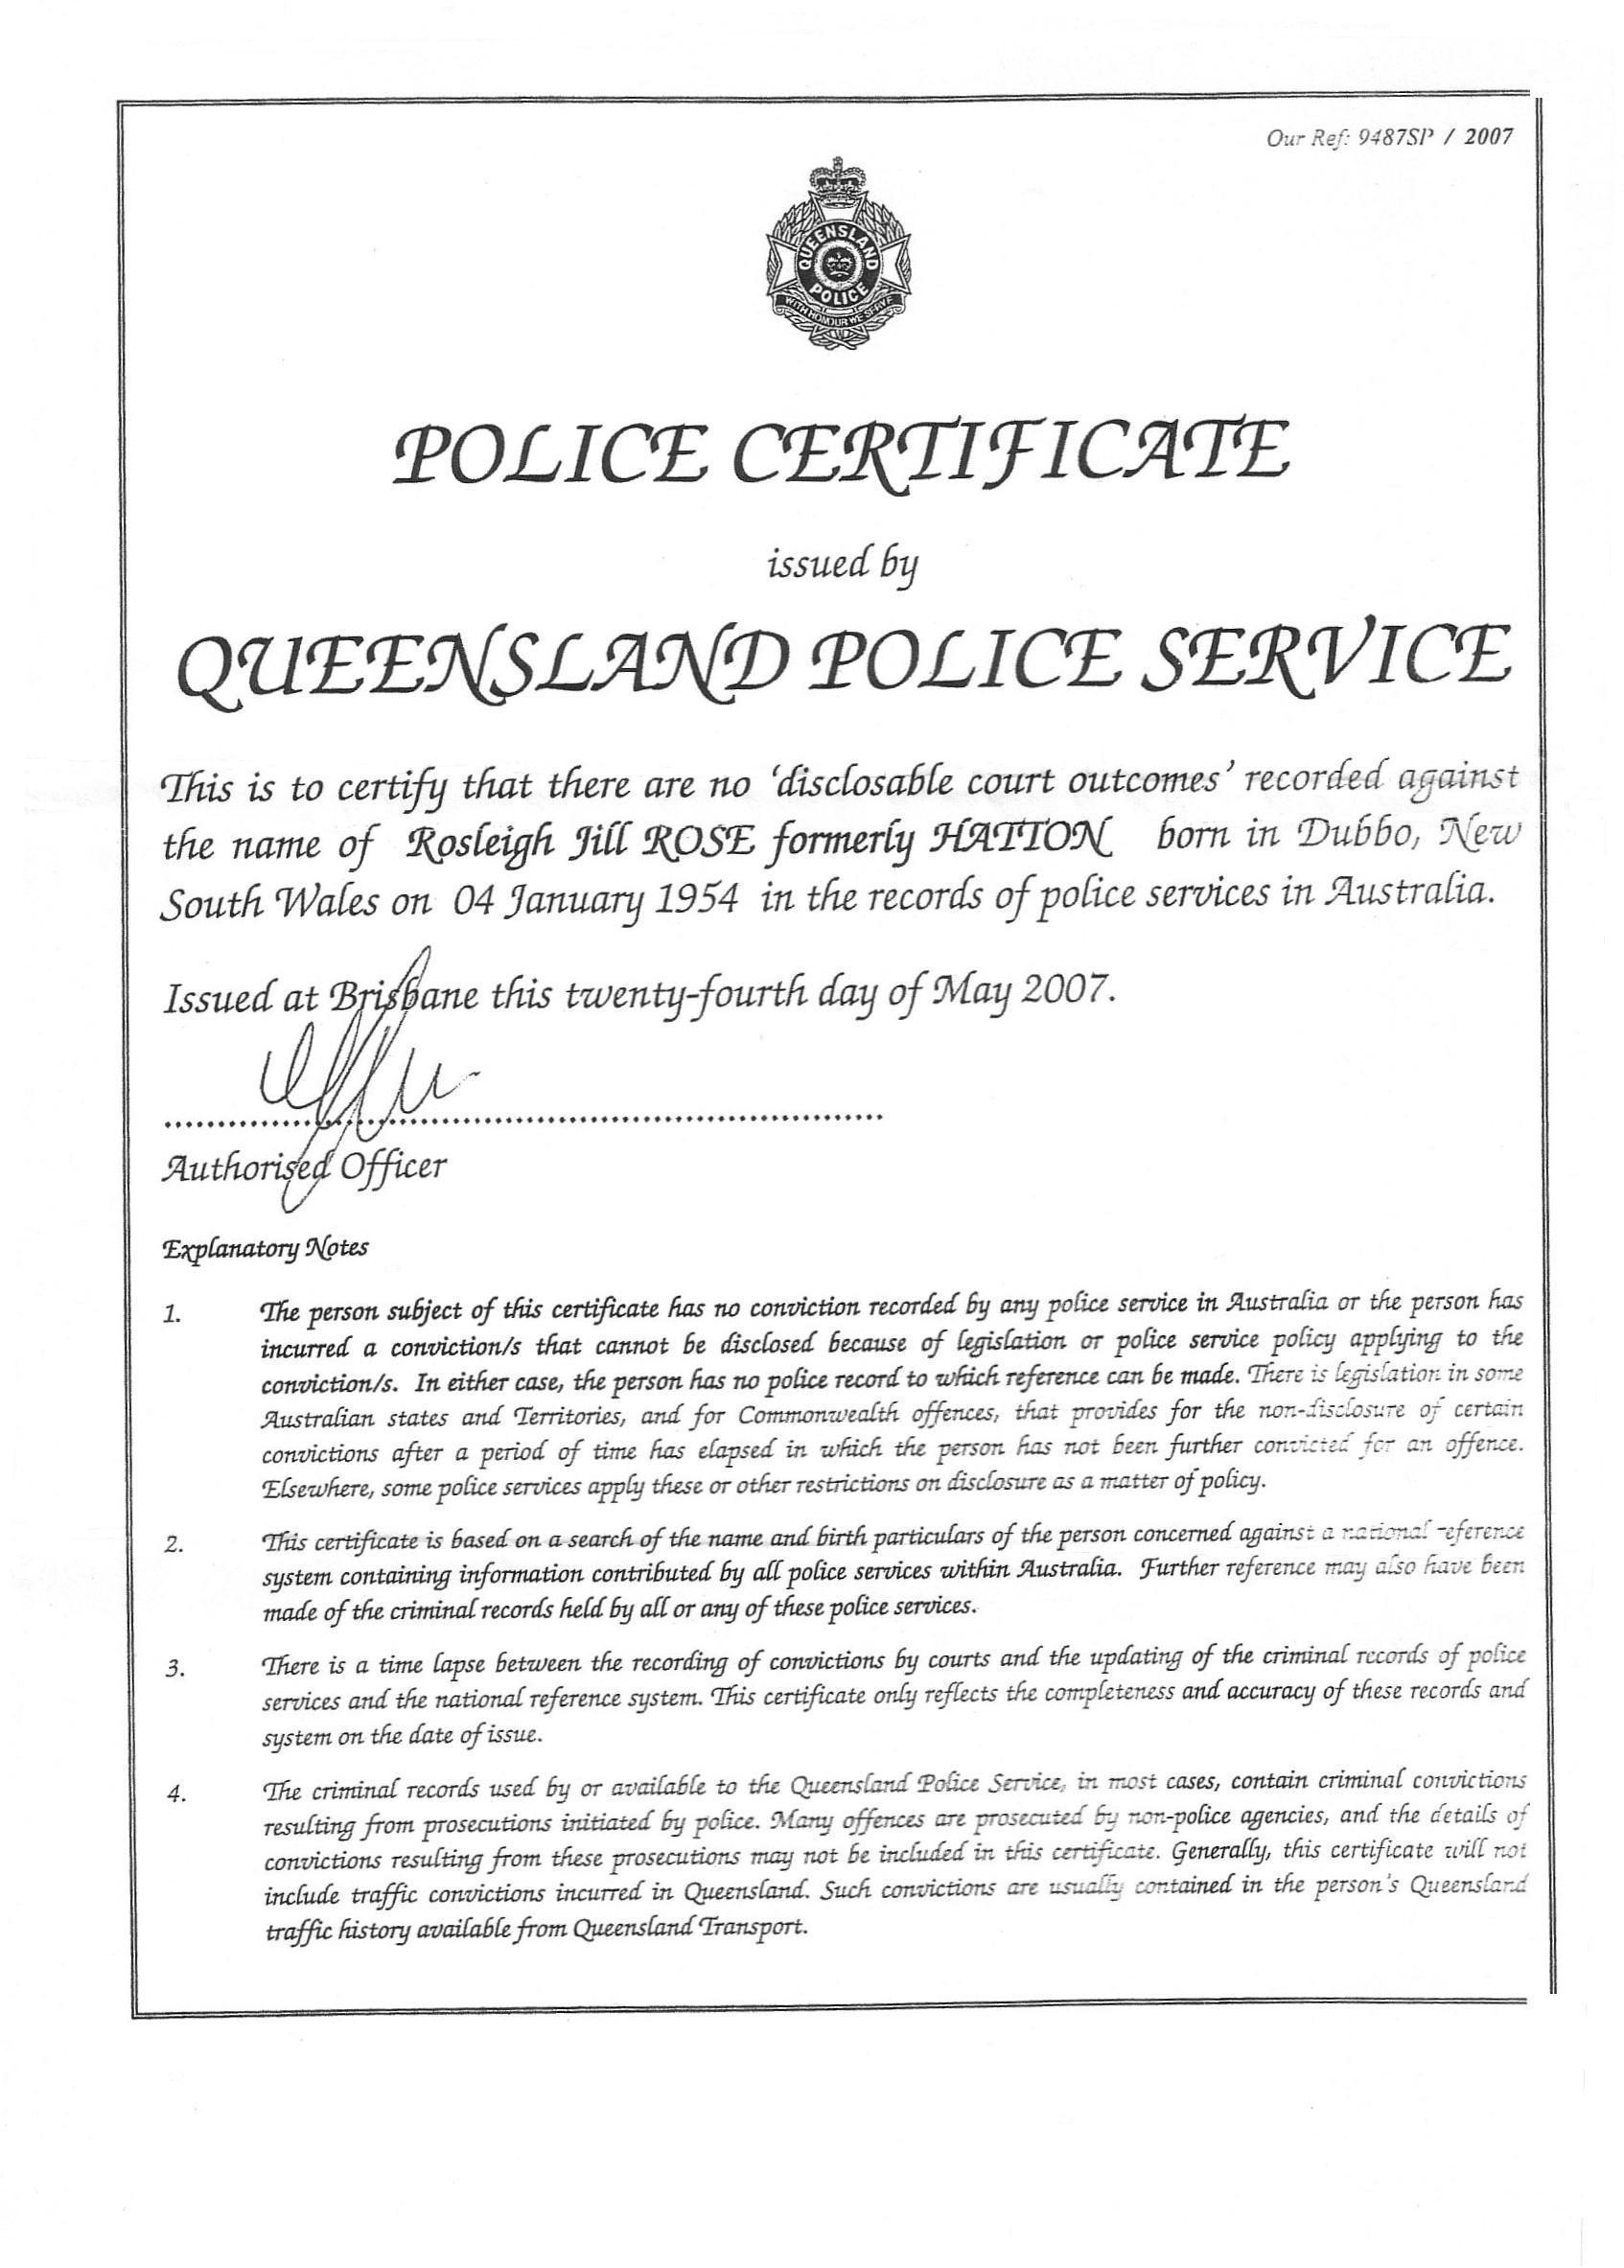 Our Ref: 9487SP / 2007
QUEENSLAND
POLICE
WITH HONOUR WE SERVE
POLICE CERTIFICATE
issued by
QUEENSLAND POLICE SERVICE
This is to certify that there are no ‘disclosable court outcomes’ recorded against
the name of Rosleigh Jill ROSE formerly HATTON born in Dubbo, New
South Wales on 04 January 1954 in the records of police services in Australia.
Issued at Brisbane this twenty-fourth day of May 2007.
Authorised Officer
Explanatory Notes
1. The person subject of this certificate has no conviction recorded by any police service in Australia or the person has
incurred a conviction/s that cannot be disclosed because of legislation or police service policy applying to the
conviction/s. In either case, the person has no police record to which reference can be made. There is legislation in some
Australian states and Territories, and for Commonwealth offences, that provides for the non-disclosure of certain
convictions after a period of time has elapsed in which the person has not been further convicted for an offence.
Elsewhere, some police services apply these or other restrictions on disclosure as a matter of policy.
2. This certificate is based on a search of the name and birth particulars of the person concerned against a national reference
system containing information contributed by all police services within Australia. Further reference may also have been
made of the criminal records held by all or any of these police services.
3. There is a time lapse between the recording of convictions by courts and the updating of the criminal records of police
services and the national reference system. This certificate only reflects the completeness and accuracy of these records and
system on the date of issue.
4. The criminal records used by or available to the Queensland Police Service, in most cases, contain criminal convictions
resulting from prosecutions initiated by police. Many offences are prosecuted by non-police agencies, and the details of
convictions resulting from these prosecutions may not be included in this certificate. Generally, this certificate will not
include traffic convictions incurred in Queensland. Such convictions are usually contained in the person's Queensland
traffic history available from Queensland Transport.